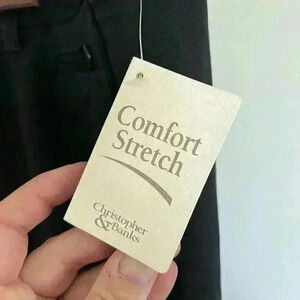 Comfort
Stretch
Christopher
& Banks